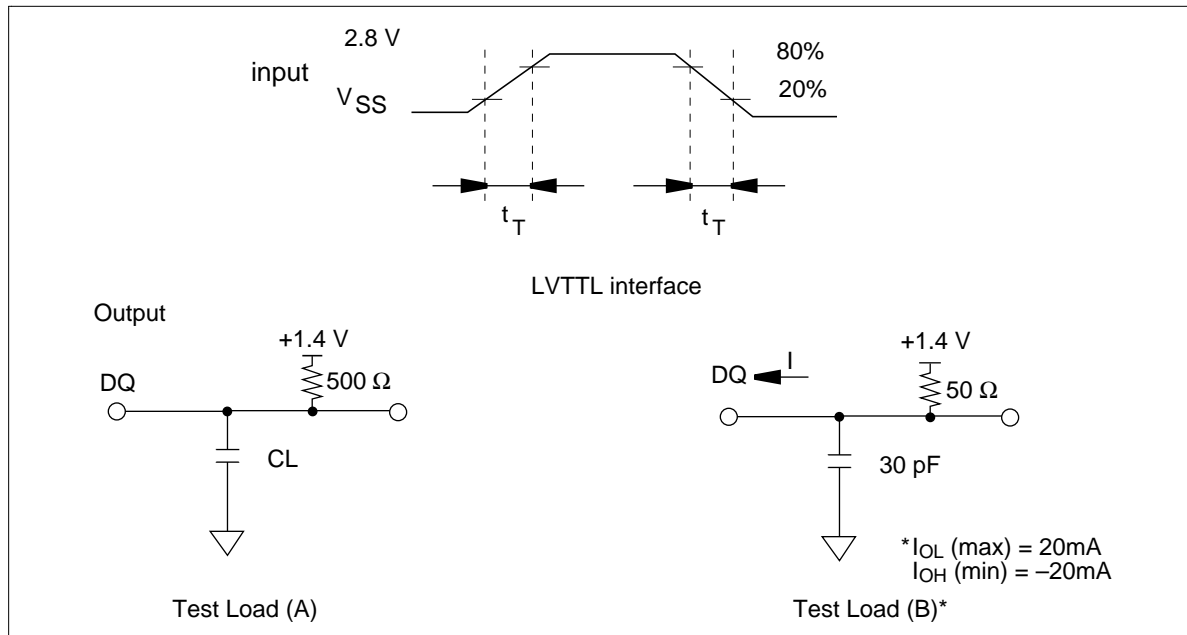 2.8 V
80%
input
20%
VSS
tT
tT
LVTTL interface
Output
+1.4 V
500 Ω
DQ
CL
Test Load (A)
+1.4 V
I
DQ
50 Ω
30 pF
*IOL (max) = 20mA
IOH (min) = –20mA
Test Load (B)*